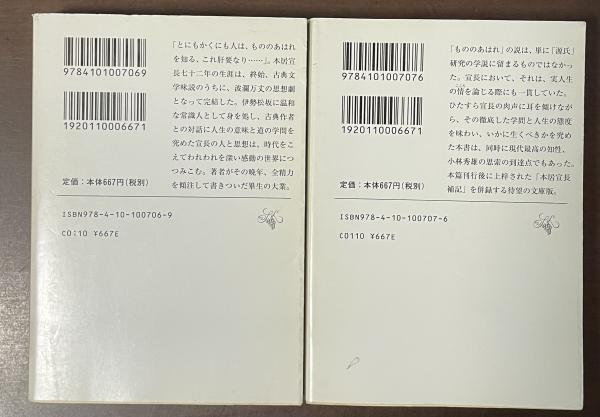 9784101007069
1920110006671
定価：本体667円(税別)
「とにもかくにも人は、もののあはれ
を知る、これ肝要なり……」。本居宣
長七十二年の生涯は、終始、古典文
学味説のうちに、波瀾万丈の思想劇
となって完結した。伊勢松坂に温和
な常識人として身を処し、古典作者
との対話に人生の意味と道の学問を
究めた宣長の人と思想は、時代をこ
えてわれわれを深い感動の世界につ
つみこむ。著者がその晩年、全精力
を傾注して書きついだ畢生の大業。
ISBN978-4-10-100706-9
C0110 ¥667E
9784101007076
1920110006671
定価：本体667円(税別)
「もののあはれ」の説は、単に「源氏」
研究の学説に留まるものではなかっ
た。宣長において、それは、実人生
の情を論じる際にも一貫していた。
ひたすら宣長の肉声に耳を傾けなが
ら、その徹底した学問と人生の態度
を味わい、いかに生くべきかを究め
た本書は、同時に現代最高の知性、
小林秀雄の思索の到達点でもあった。
本篇刊行後に上梓された『本居宣長
補記』を併録する待望の文庫版。
ISBN978-4-10-100707-6
C0110 ¥667E